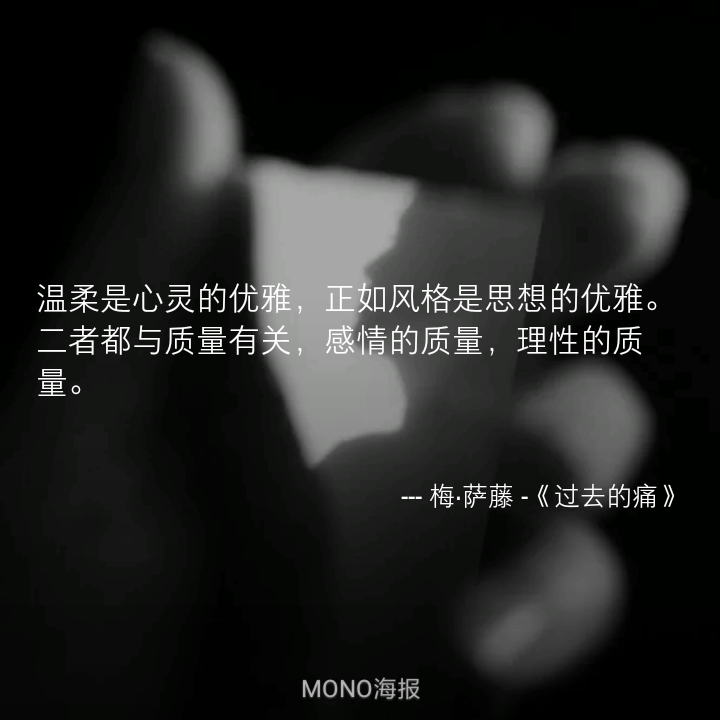 温柔是心灵的优雅，正如风格是思想的优雅。
二者都与质量有关，感情的质量，理性的质
量。
--- 梅·萨藤 -《过去的痛》
MONO海报